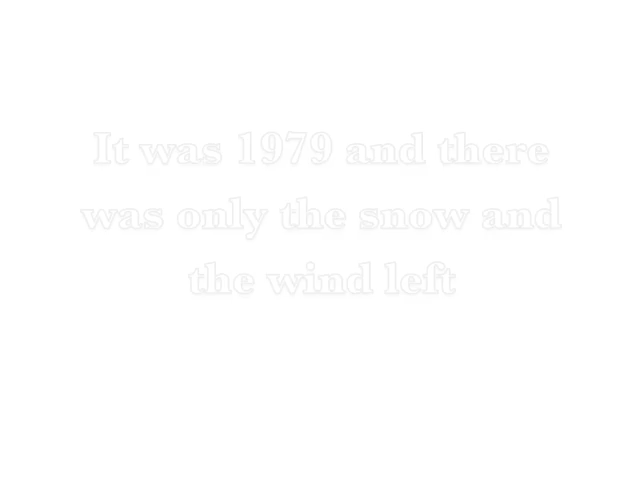 It was 1979 and there
was only the snow and
the wind left